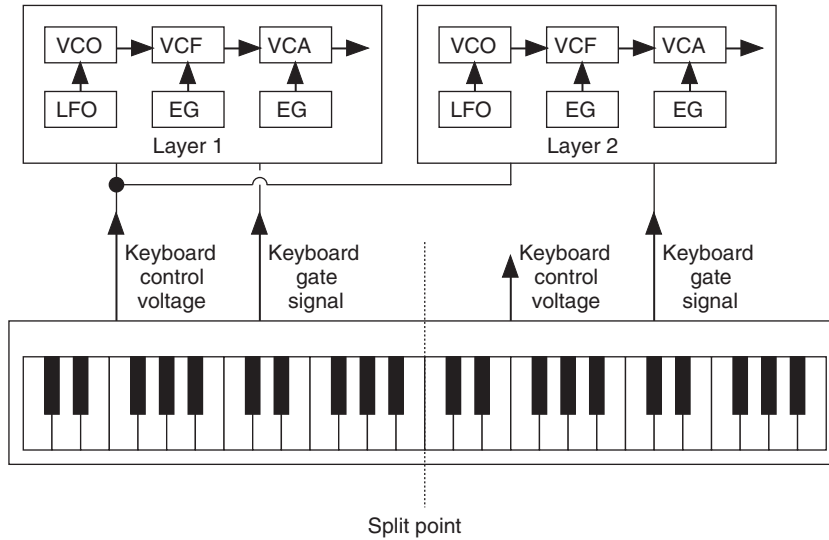 VCO VCF VCA VCO VCF VCA
LFO EG EG LFO EG EG
Layer 1 Layer 2
Keyboard
control
voltage
Keyboard
gate
signal
Keyboard
control
voltage
Keyboard
gate
signal
Split point